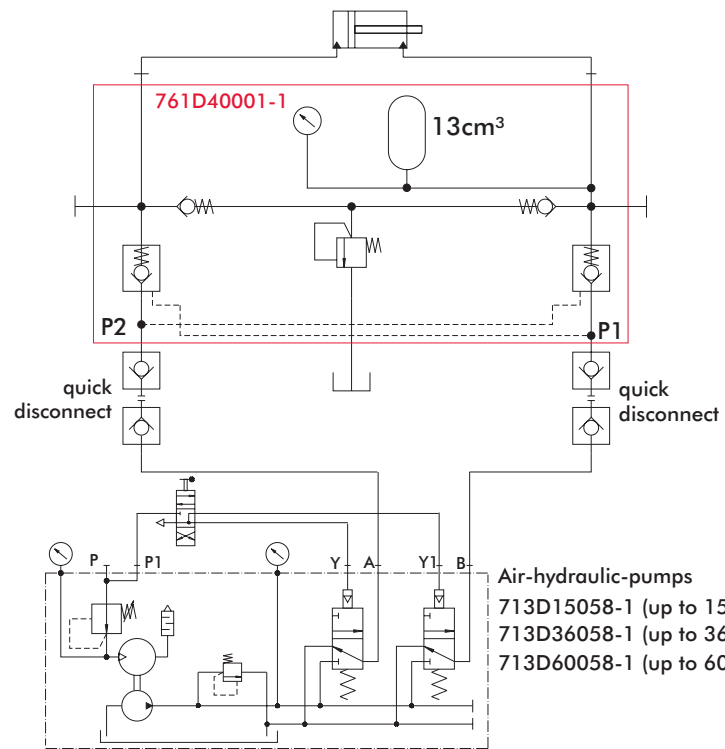 761D40001-1
13cm³
P2
P1
quick
disconnect
quick
disconnect
P
P1
Y
A
Y1
B
Air-hydraulic-pumps
713D15058-1 (up to 15
713D36058-1 (up to 36
713D60058-1 (up to 60